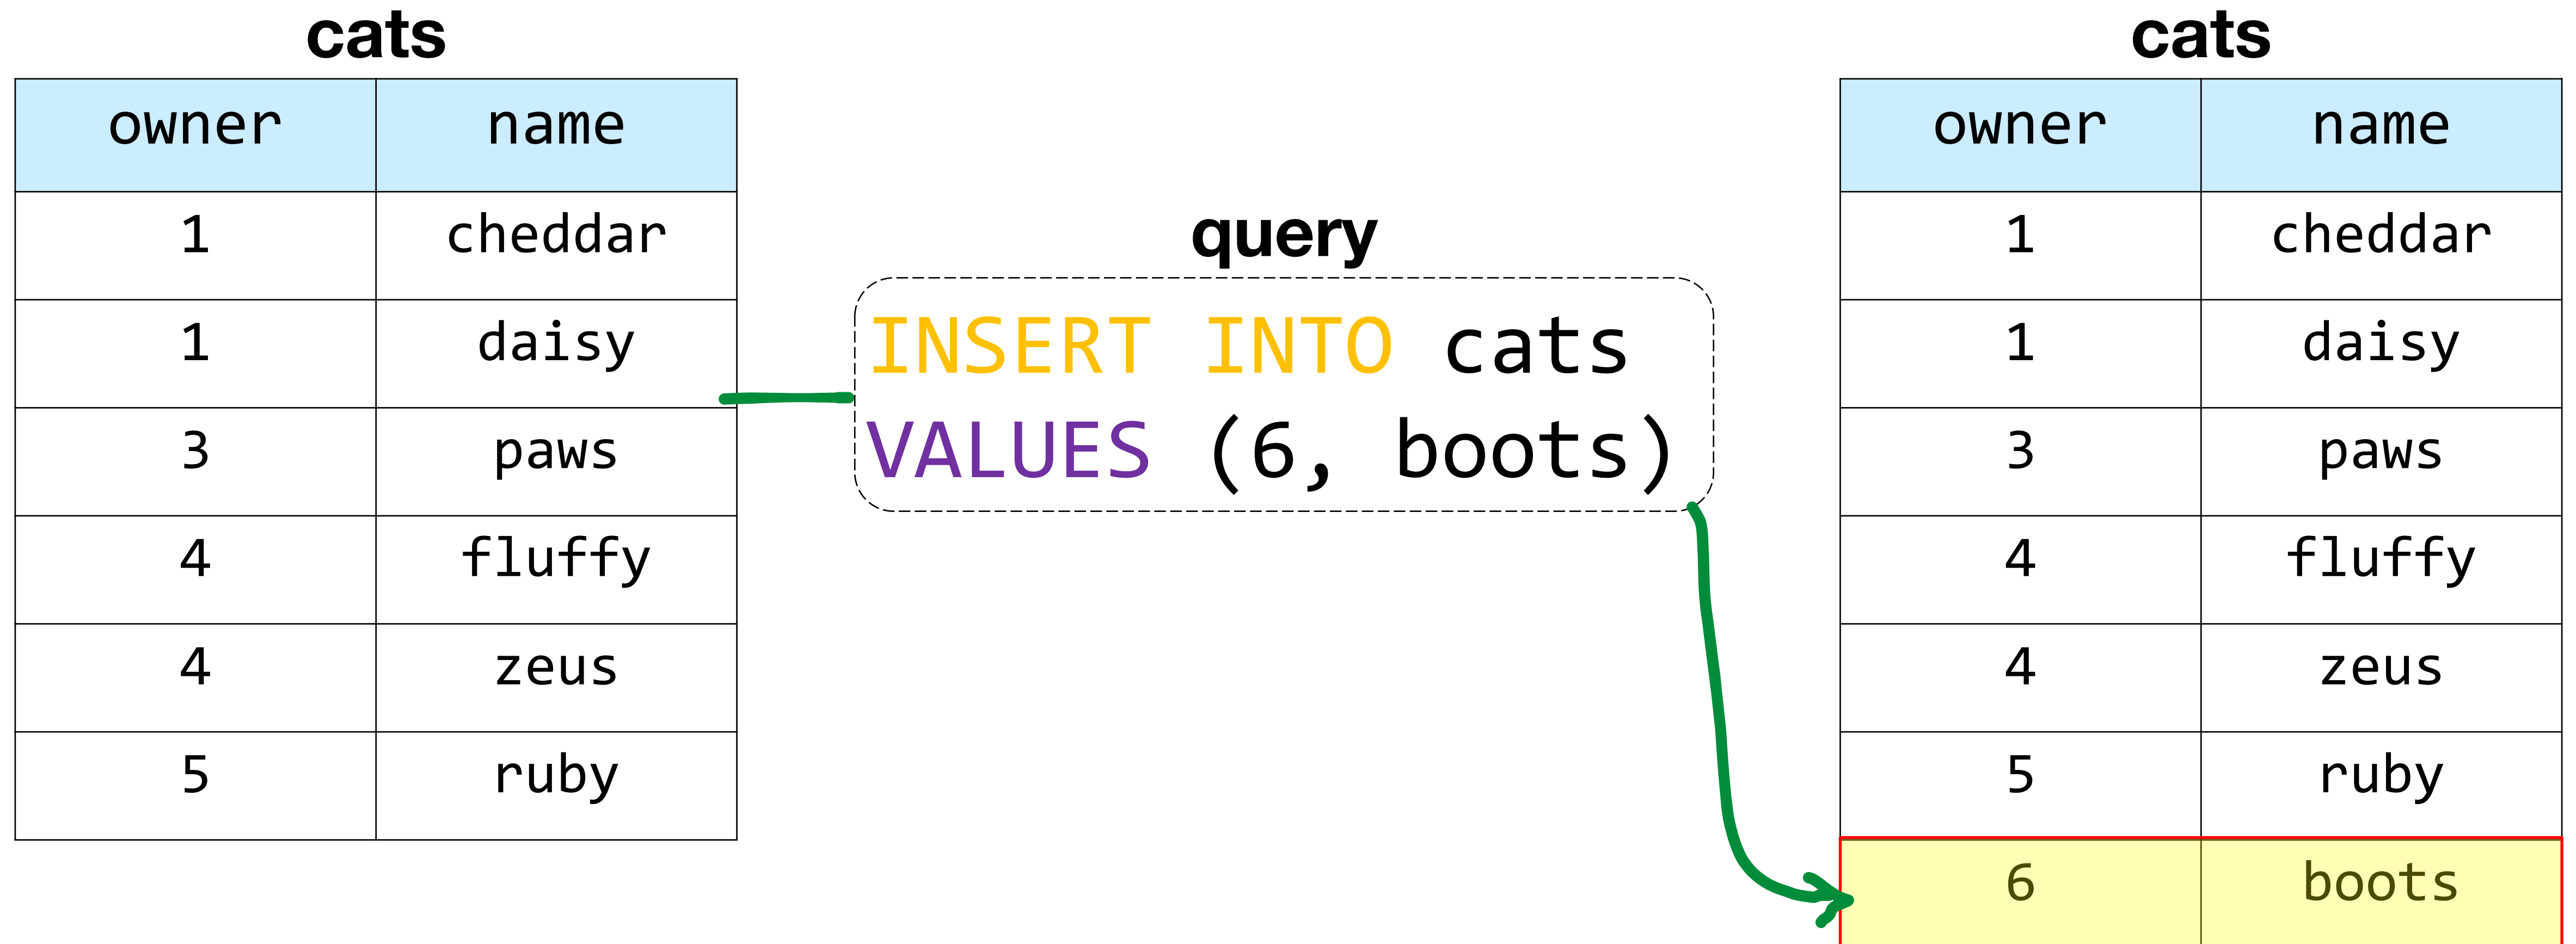 cats
owner name
1 cheddar
1 daisy
3 paws
4 fluffy
4 zeus
5 ruby
query
INSERT INTO cats
VALUES (6, boots)
cats
owner name
1 cheddar
1 daisy
3 paws
4 fluffy
4 zeus
5 ruby
6 boots